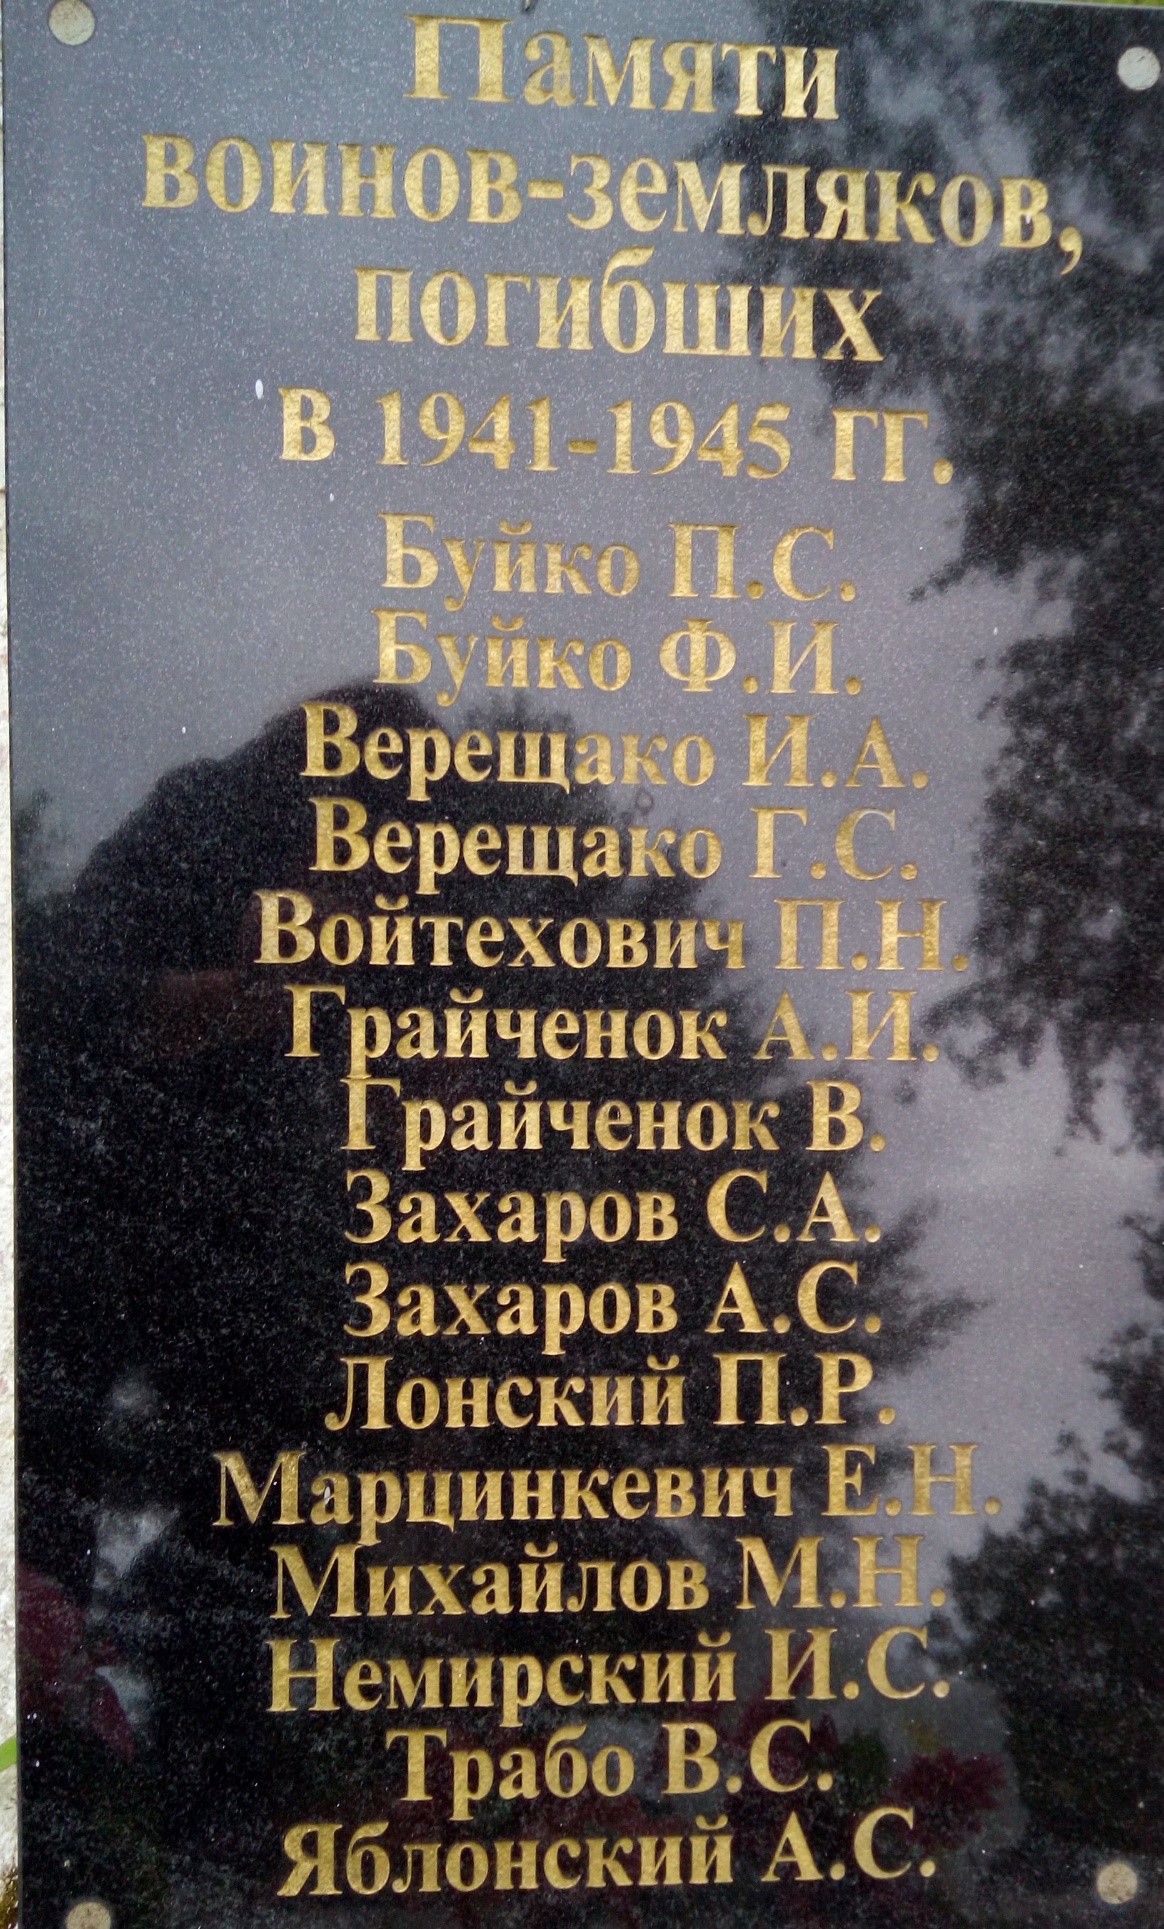 Памяти
воинов-земляков,
погибших
в 1941-1945 гг.
Буйко П.С.
Буйко Ф.И.
Верещако И.А.
Верещако Г.С.
Войтехович П.Н.
Грайченок А.И.
Грайченок В.
Захаров С.А.
Захаров А.С.
Лонский П.Р.
Марцинкевич Е.Н.
Михайлов М.Н.
Немирский И.С.
Трабо В.С.
Яблонский А.С.